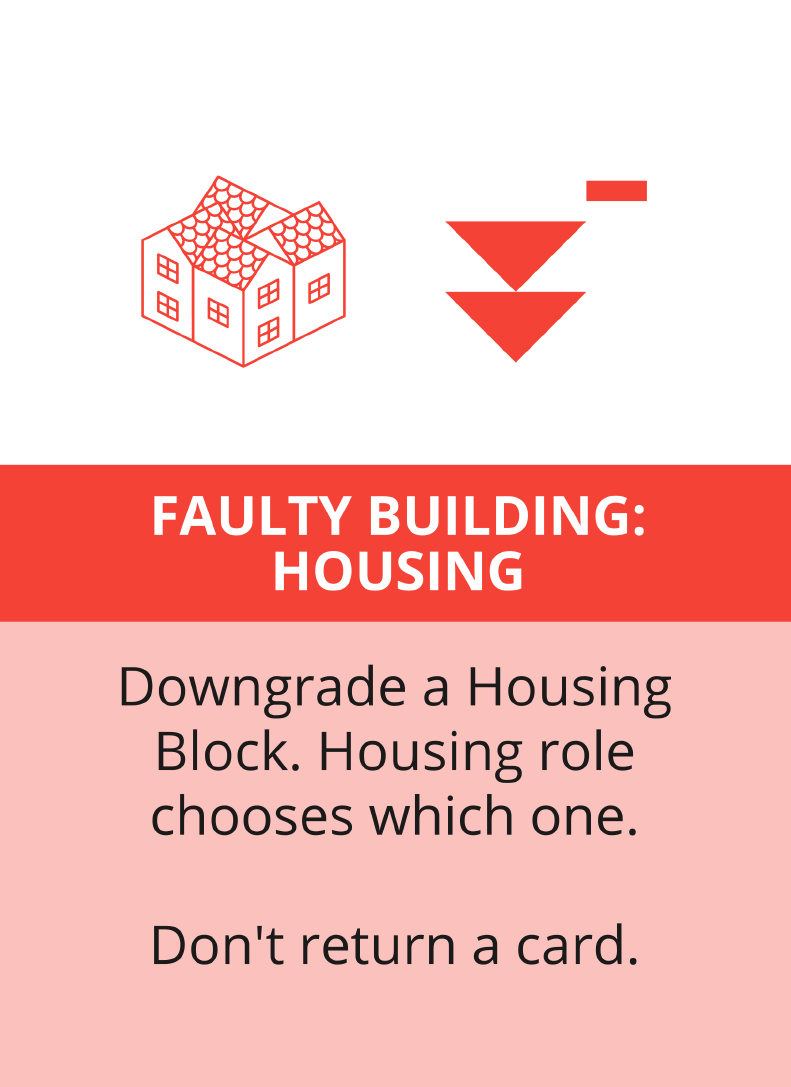 FAULTY BUILDING:
HOUSING
Downgrade a Housing
Block. Housing role
chooses which one.
Don't return a card.